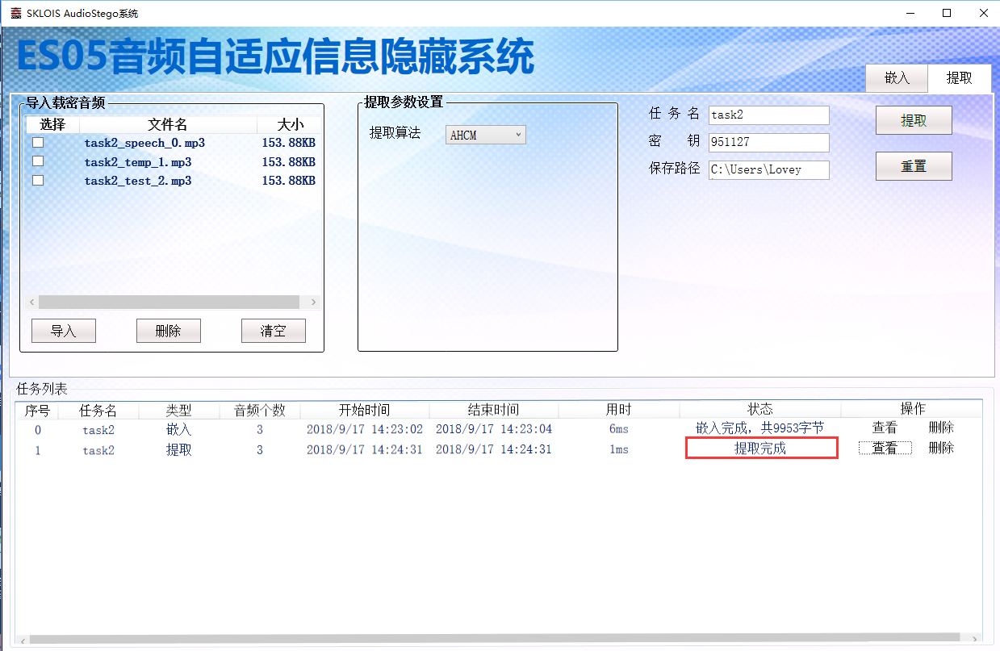 SKLOIS AudioStego系统
ES05音频自适应信息隐藏系统
嵌入 提取
导入载密音频
选择 文件名 大小
task2_speech_0.mp3 153.88KB
task2_temp_1.mp3 153.88KB
task2_test_2.mp3 153.88KB
导入 删除 清空
提取参数设置
提取算法 AHCM
任务名 task2
密钥 951127
保存路径 C:\Users\Lovey
提取
重置
任务列表
序号 任务名 类型 音频个数 开始时间 结束时间 用时 状态 操作
0 task2 嵌入 3 2018/9/17 14:23:02 2018/9/17 14:23:04 6ms 嵌入完成，共9953字节 查看 删除
1 task2 提取 3 2018/9/17 14:24:31 2018/9/17 14:24:31 1ms 提取完成 查看 删除